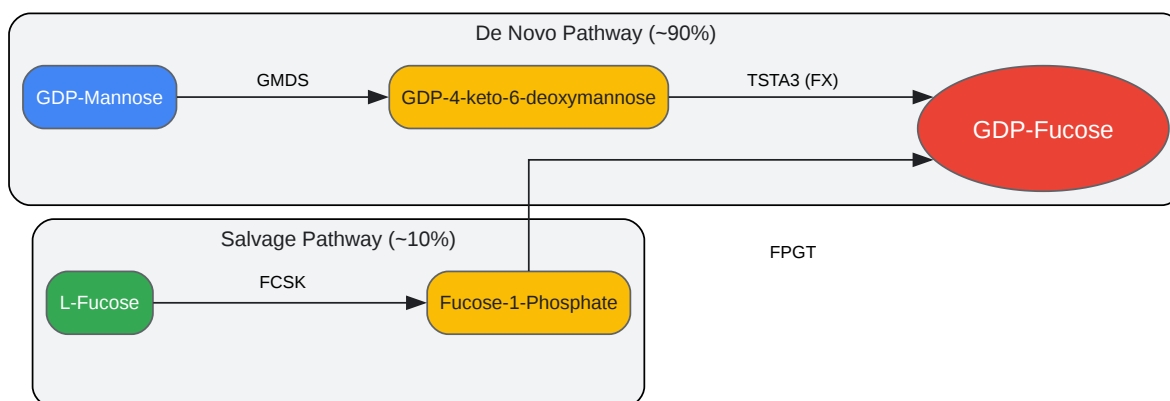 De Novo Pathway (~90%)
GDP-Mannose
GMDS
GDP-4-keto-6-deoxymannose
TSTA3 (FX)
GDP-Fucose
Salvage Pathway (~10%)
L-Fucose
FCSK
Fucose-1-Phosphate
FPGT